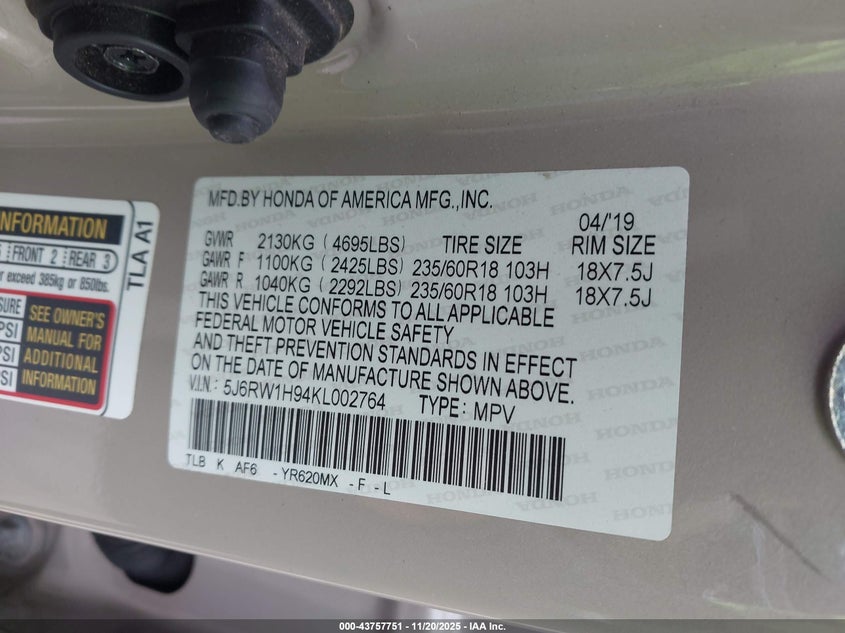 MFD.BY HONDA OF AMERICA MFG.,INC.
04/'19
GVWR 2130KG (4695LBS) TIRE SIZE RIM SIZE
GAWR F 1100KG (2425LBS) 235/60R18 103H 18X7.5J
GAWR R 1040KG (2292LBS) 235/60R18 103H 18X7.5J
THIS VEHICLE CONFORMS TO ALL APPLICABLE
FEDERAL MOTOR VEHICLE SAFETY
AND THEFT PREVENTION STANDARDS IN EFFECT
ON THE DATE OF MANUFACTURE SHOWN ABOVE.
V.I.N.: 5J6RW1H94KL002764 TYPE: MPV
TLB K AF6 -YR620MX -F-L
INFORMATION
FRONT 2 REAR 3
exceed 385kg or 850lbs.
TLA A1
PSI
PSI
PSI
SEE OWNER'S
MANUAL FOR
ADDITIONAL
INFORMATION
HONDA
000-43757751 - 11/20/2025 - IAA Inc.